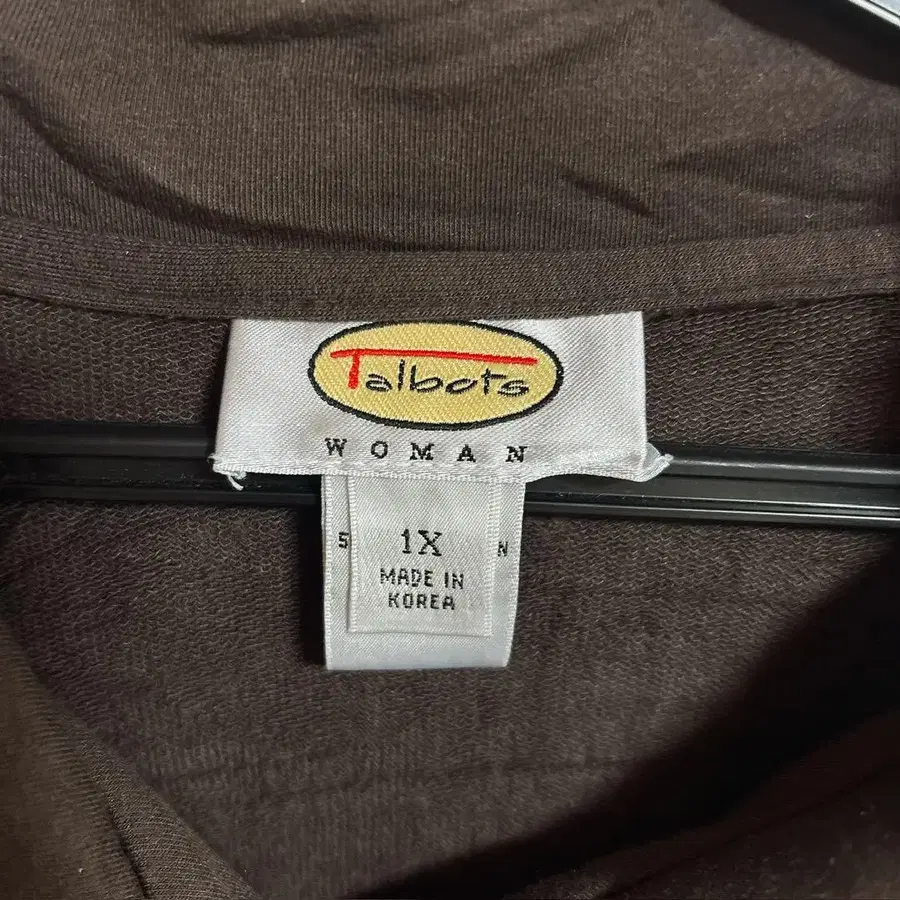 Talbots
WOMAN
1X
MADE IN
KOREA